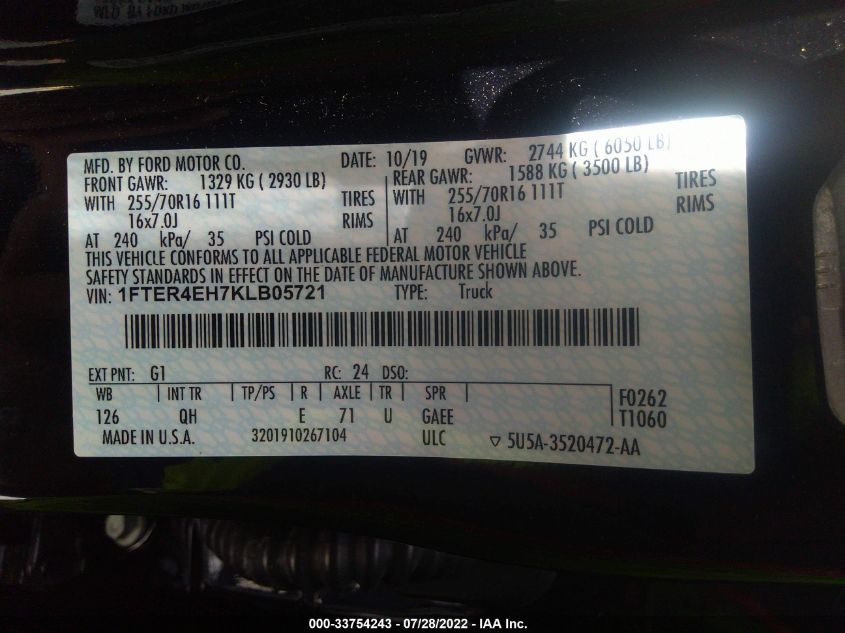 MFD. BY FORD MOTOR CO. DATE: 10/19 GVWR: 2744 KG ( 6050 LB)
FRONT GAWR: 1329 KG ( 2930 LB) REAR GAWR: 1588 KG ( 3500 LB)
WITH 255/70R16 111T TIRES WITH 255/70R16 111T TIRES
16x7.0J RIMS 16x7.0J RIMS
AT 240 kPa/ 35 PSI COLD AT 240 kPa/ 35 PSI COLD
THIS VEHICLE CONFORMS TO ALL APPLICABLE FEDERAL MOTOR VEHICLE
SAFETY STANDARDS IN EFFECT ON THE DATE OF MANUFACTURE SHOWN ABOVE.
VIN: 1FTER4EH7KLB05721 TYPE: Truck
EXT PNT: G1 RC: 24 DSO:
WB INT TR TP/PS R AXLE TR SPR F0262
126 QH E 71 U GAEE T1060
MADE IN U.S.A. 3201910267104 ULC ▽ 5U5A-3520472-AA
000-33754243 - 07/28/2022 - IAA Inc.